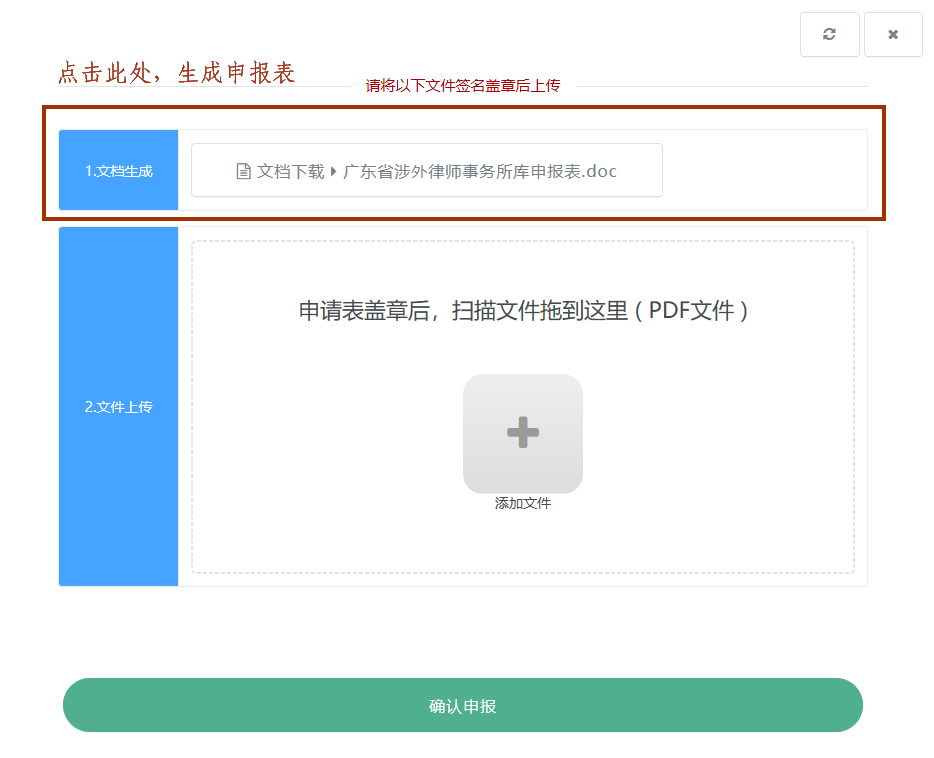 点击此处，生成申报表
请将以下文件签名盖章后上传
1.文档生成
文档下载 广东省涉外律师事务所库申报表.doc
2.文件上传
申请表盖章后，扫描文件拖到这里（PDF文件）
添加文件
确认申报